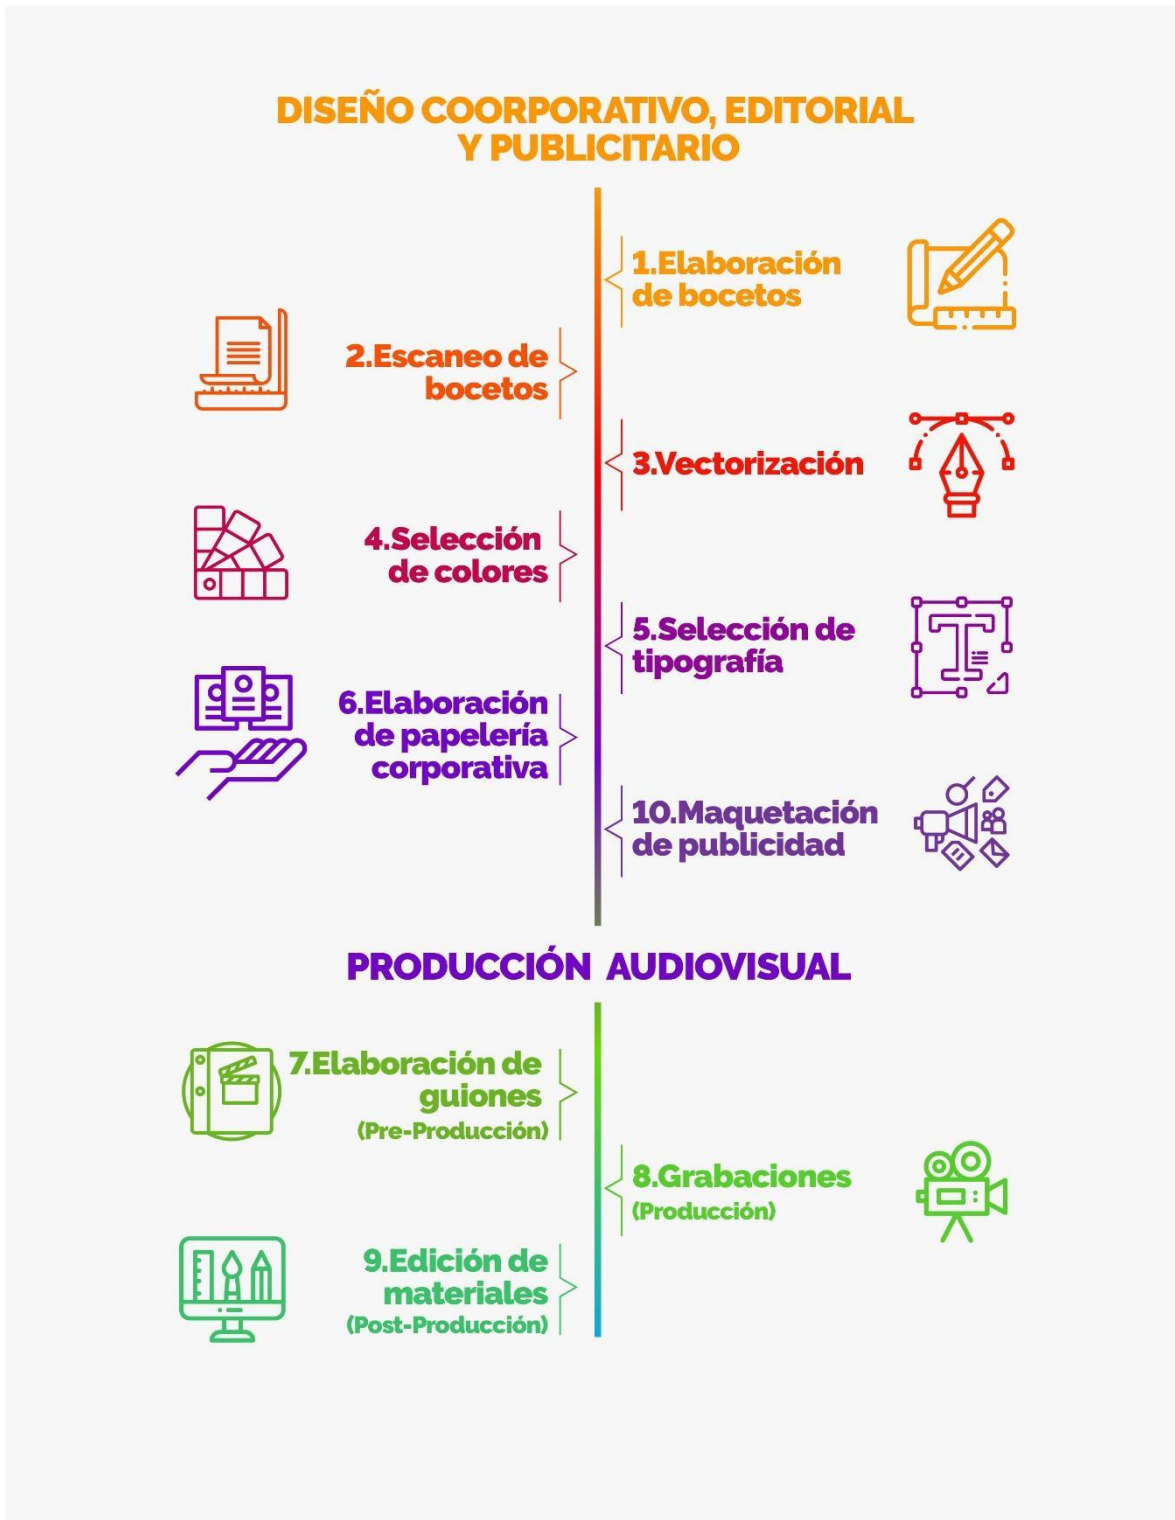 DISEÑO COORPORATIVO, EDITORIAL
Y PUBLICITARIO
1.Elaboración
de bocetos
2.Escaneo de
bocetos
3.Vectorización
4.Selección
de colores
5.Selección de
tipografía
6.Elaboración
de papelería
corporativa
10.Maquetación
de publicidad
PRODUCCIÓN AUDIOVISUAL
7.Elaboración de
guiones
(Pre-Producción)
8.Grabaciones
(Producción)
9.Edición de
materiales
(Post-Producción)